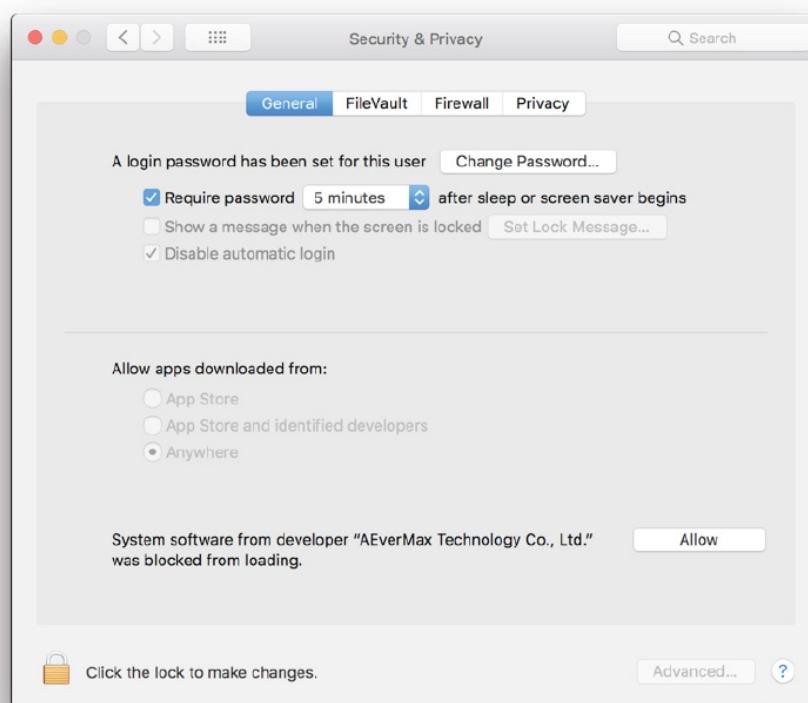 Security & Privacy
Search
General FileVault Firewall Privacy
A login password has been set for this user Change Password...
Require password 5 minutes after sleep or screen saver begins
Show a message when the screen is locked Set Lock Message...
Disable automatic login
Allow apps downloaded from:
App Store
App Store and identified developers
Anywhere
System software from developer “AEverMax Technology Co., Ltd.” Allow
was blocked from loading.
Click the lock to make changes. Advanced... ?